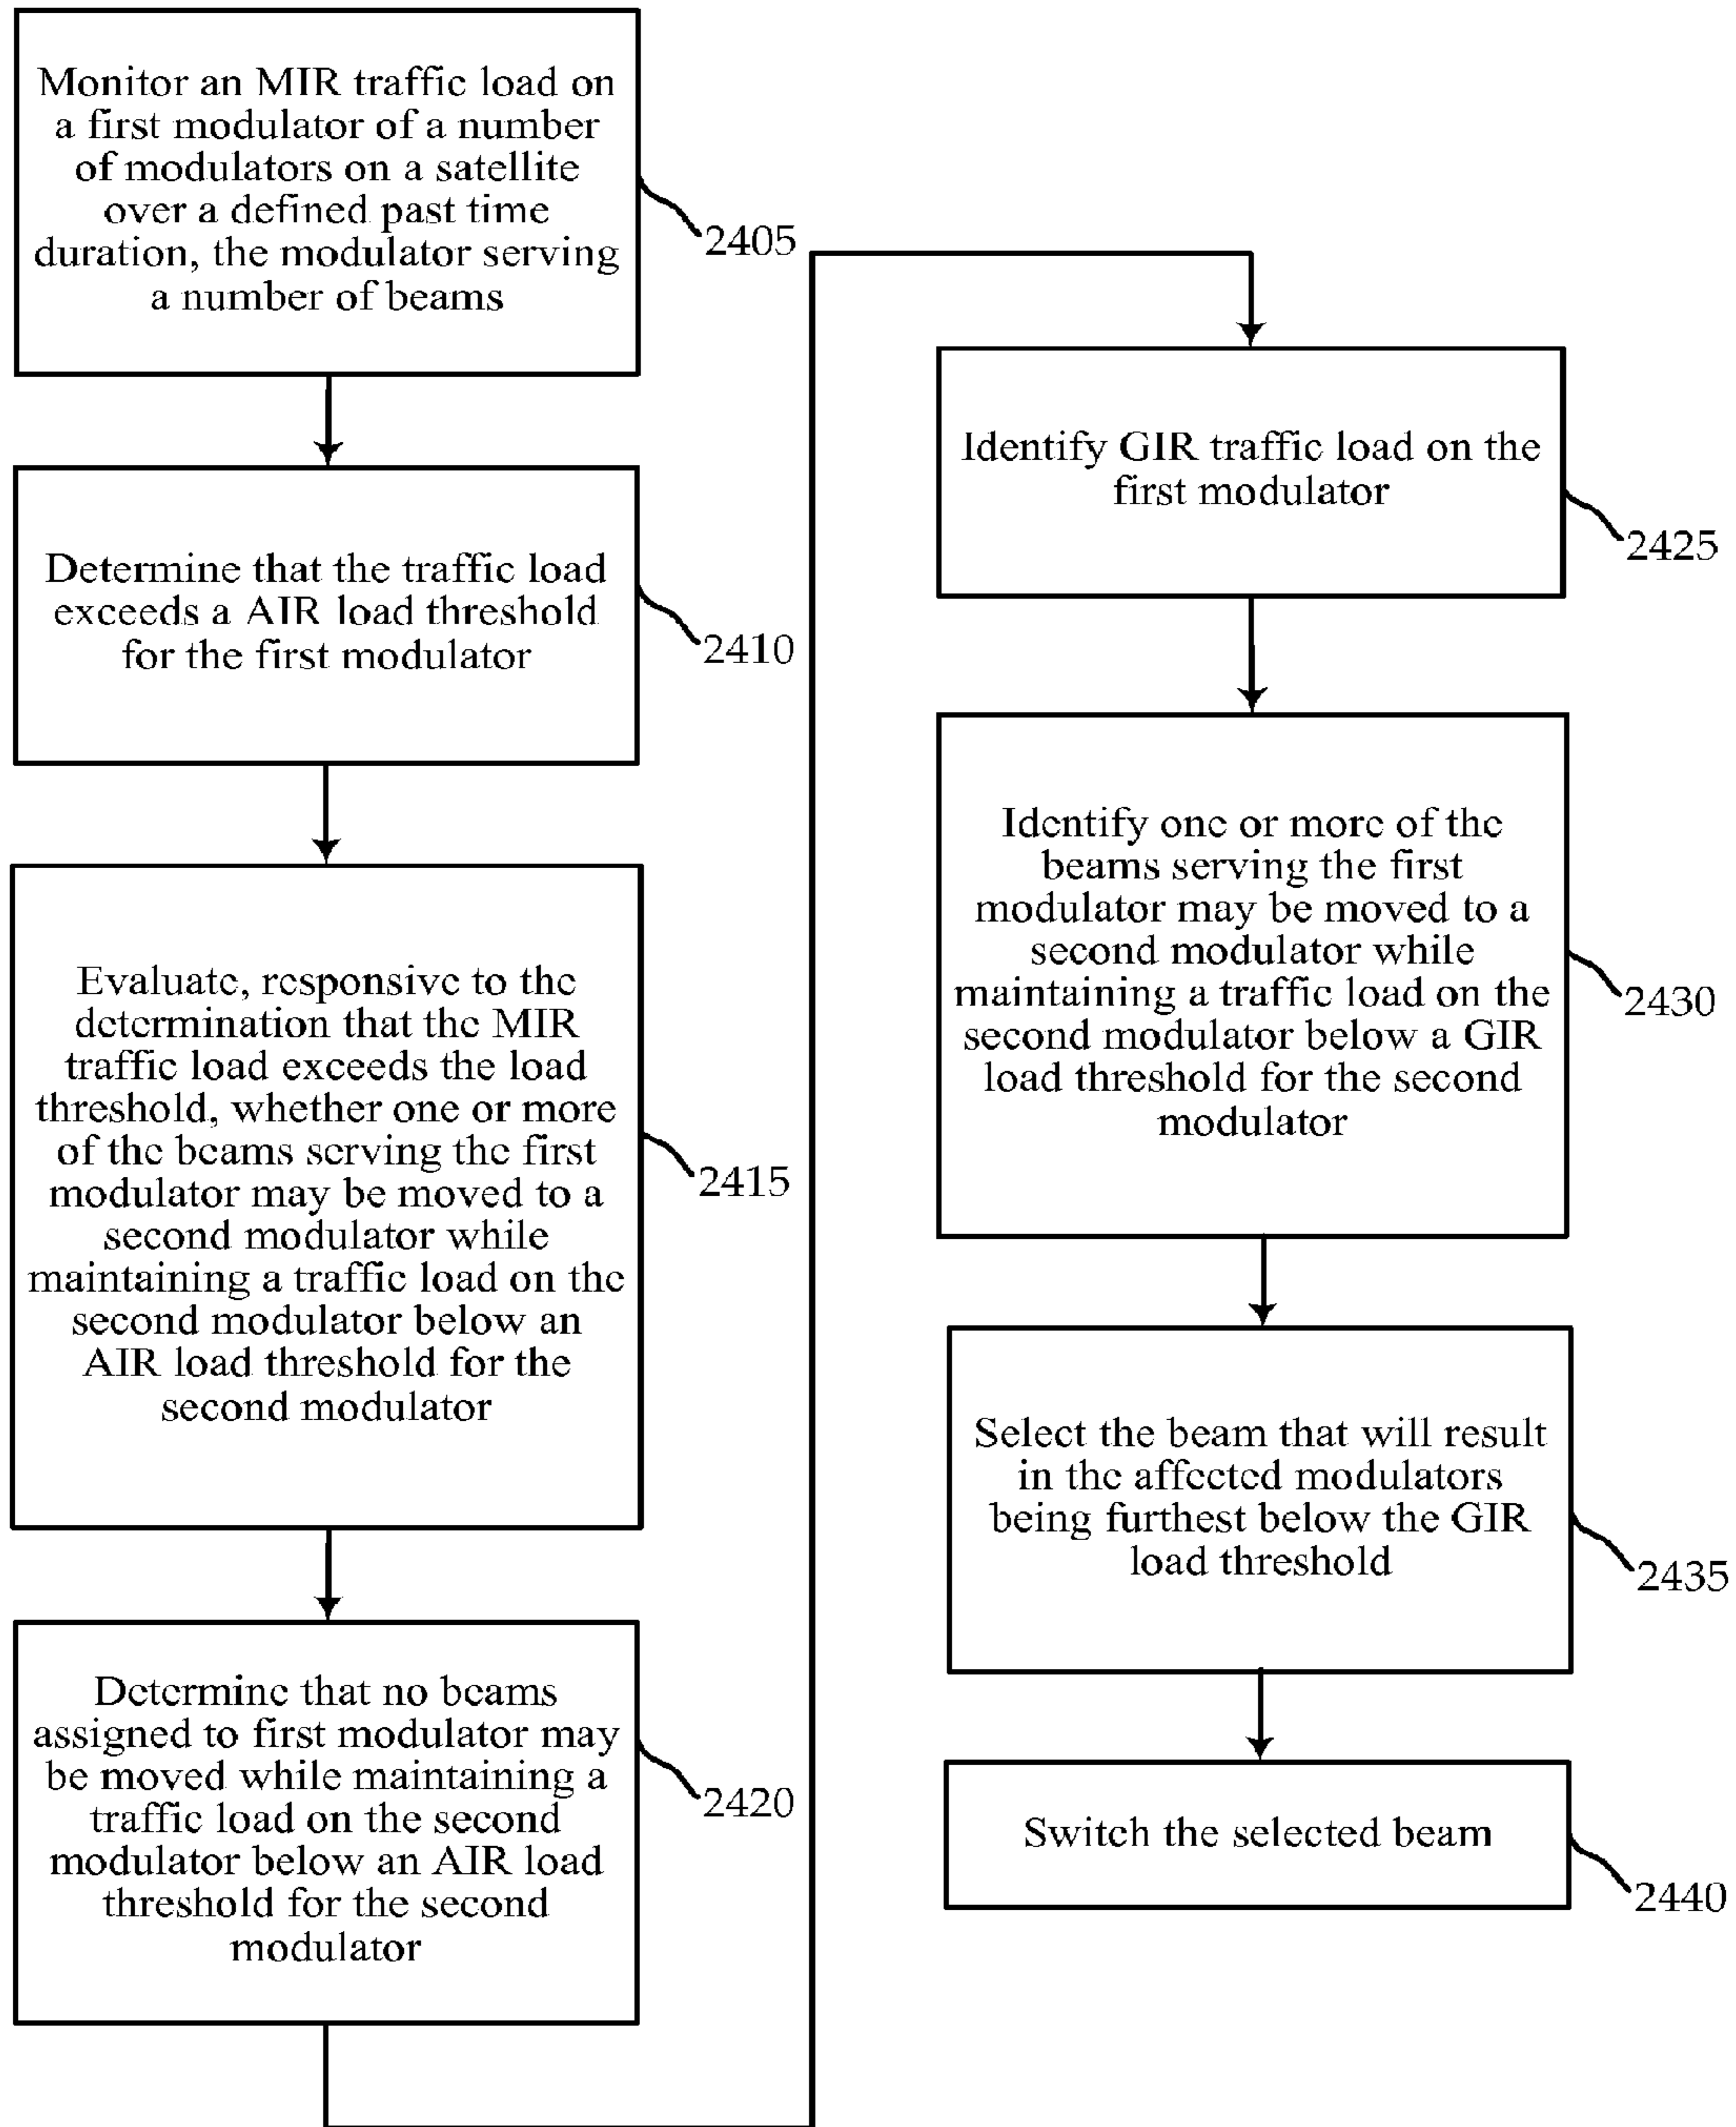 Monitor an MIR traffic load on
a first modulator of a number
of modulators on a satellite
over a defined past time
duration, the modulator serving
a number of beams
2405
Determine that the traffic load
exceeds a AIR load threshold
for the first modulator
2410
Evaluate, responsive to the
determination that the MIR
traffic load exceeds the load
threshold, whether one or more
of the beams serving the first
modulator may be moved to a
second modulator while
maintaining a traffic load on the
second modulator below an
AIR load threshold for the
second modulator
2415
Determine that no beams
assigned to first modulator may
be moved while maintaining a
traffic load on the second
modulator below an AIR load
threshold for the second
modulator
2420
Identify GIR traffic load on the
first modulator
2425
Identify one or more of the
beams serving the first
modulator may be moved to a
second modulator while
maintaining a traffic load on the
second modulator below a GIR
load threshold for the second
modulator
2430
Select the beam that will result
in the affected modulators
being furthest below the GIR
load threshold
2435
Switch the selected beam
2440